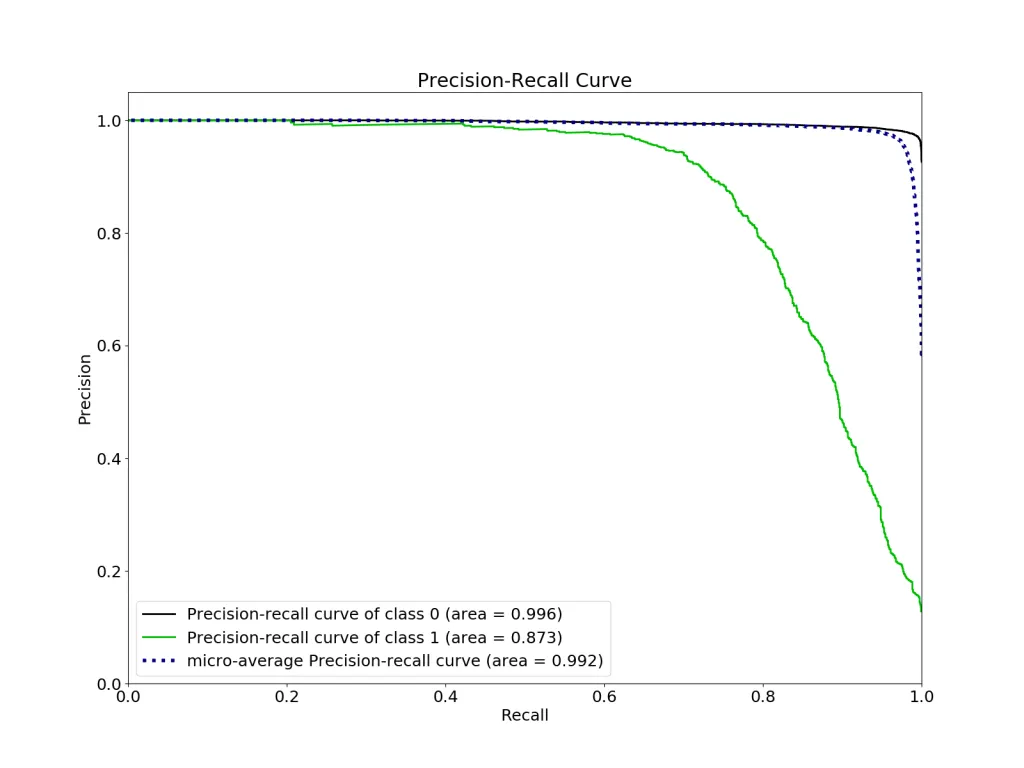 Precision-Recall Curve
1.0
0.8
0.6
0.4
0.2
0.0
Precision
Precision-recall curve of class 0 (area = 0.996)
Precision-recall curve of class 1 (area = 0.873)
micro-average Precision-recall curve (area = 0.992)
0.0 0.2 0.4 0.6 0.8 1.0
Recall